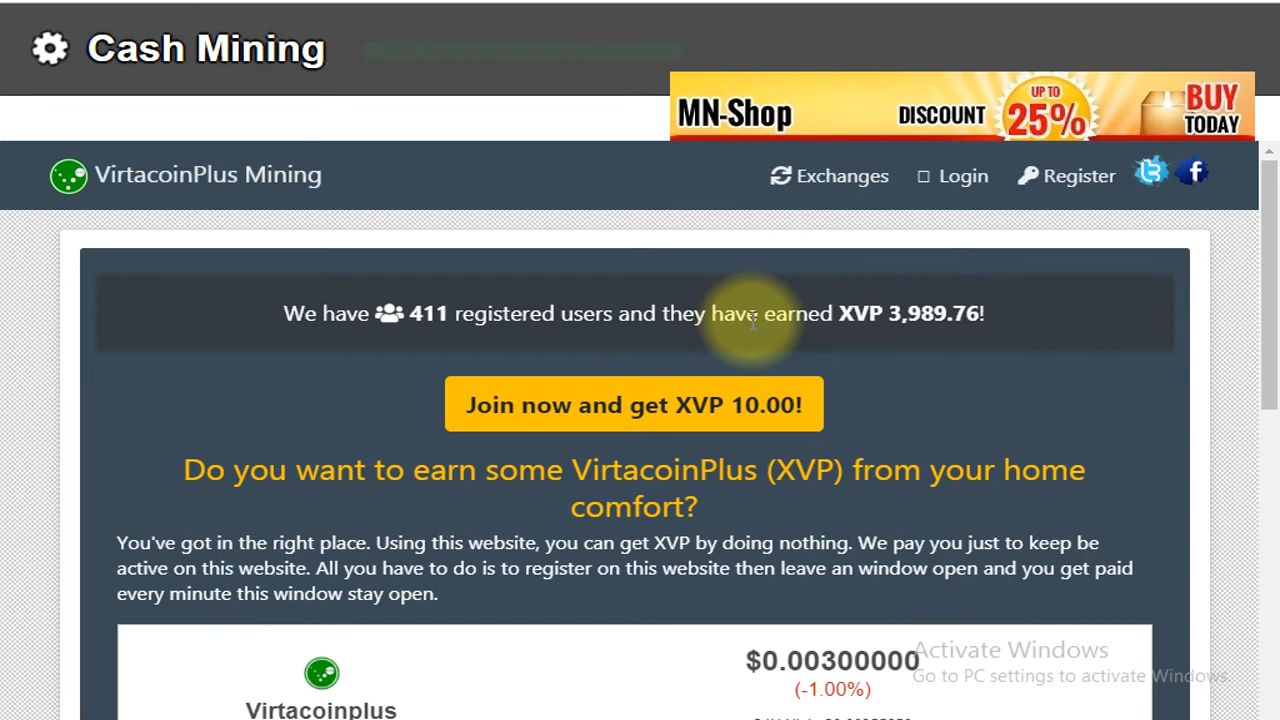 Cash Mining
MN-Shop DISCOUNT UP TO 25% BUY TODAY
VirtacoinPlus Mining Exchanges Login Register
We have 411 registered users and they have earned XVP 3,989.76!
Join now and get XVP 10.00!
Do you want to earn some VirtacoinPlus (XVP) from your home
comfort?
You've got in the right place. Using this website, you can get XVP by doing nothing. We pay you just to keep be
active on this website. All you have to do is to register on this website then leave an window open and you get paid
every minute this window stay open.
$0.00300000
(-1.00%)
Virtacoinplus
Activate Windows
Go to PC settings to activate Windows.